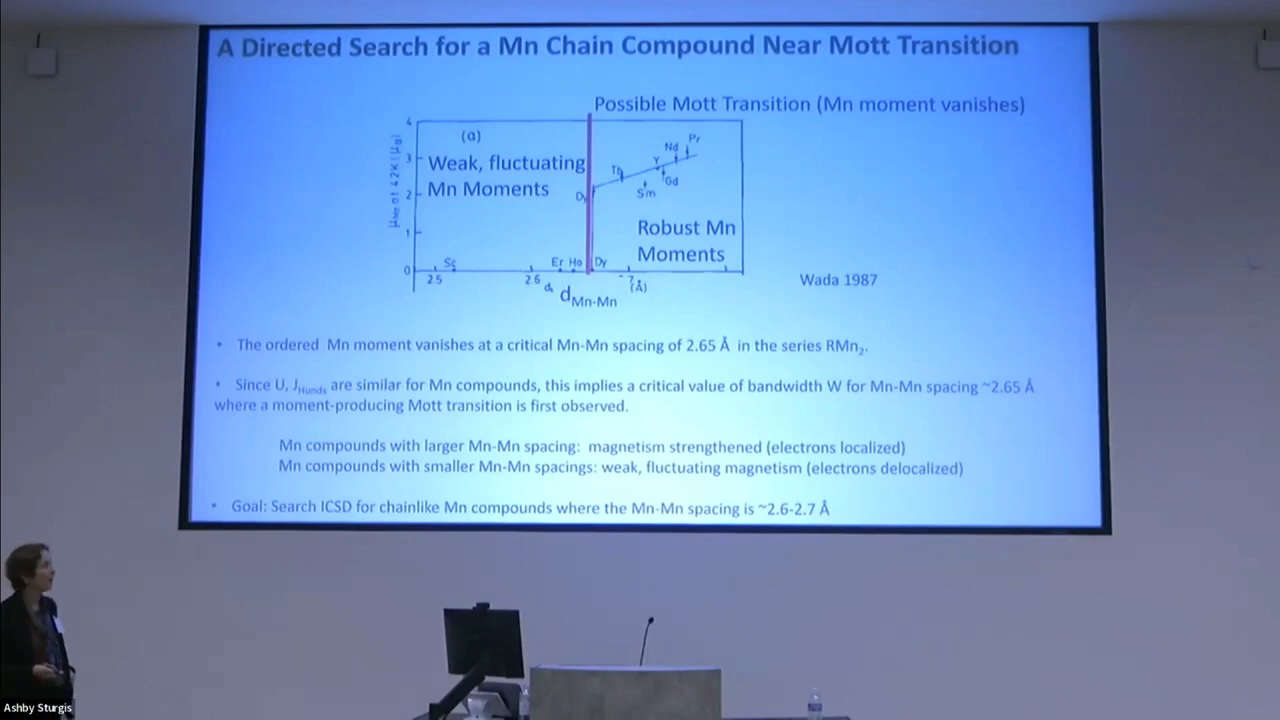 A Directed Search for a Mn Chain Compound Near Mott Transition
Possible Mott Transition (Mn moment vanishes)
(a)
4
3
2
1
0
Weak, fluctuating
Mn Moments
Pr
Nd
Y
Tb
Gd
Sm
Dy
Robust Mn
Moments
Sc
Er Ho
Dy
2.5
2.6
(Å)
d Mn-Mn
Wada 1987
• The ordered Mn moment vanishes at a critical Mn-Mn spacing of 2.65 Å in the series RMn₂.
• Since U, J_Hunds are similar for Mn compounds, this implies a critical value of bandwidth W for Mn-Mn spacing ~2.65 Å
where a moment-producing Mott transition is first observed.
Mn compounds with larger Mn-Mn spacing: magnetism strengthened (electrons localized)
Mn compounds with smaller Mn-Mn spacings: weak, fluctuating magnetism (electrons delocalized)
• Goal: Search ICSD for chainlike Mn compounds where the Mn-Mn spacing is ~2.6-2.7 Å
Ashby Sturgis